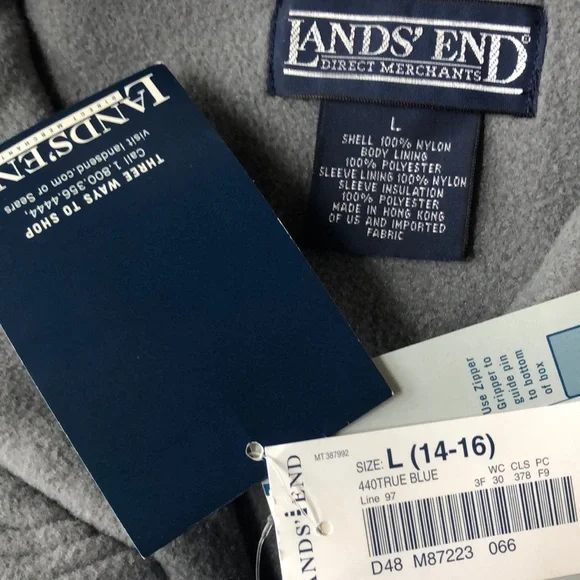 LANDS' END®
DIRECT MERCHANTS
L
SHELL 100% NYLON
BODY LINING
100% POLYESTER
SLEEVE LINING 100% NYLON
SLEEVE INSULATION
100% POLYESTER
MADE IN HONG KONG
OF US AND IMPORTED
FABRIC
LANDS' END
DIRECT MERCHANTS
THREE WAYS TO SHOP
Call 1.800.356.4444,
visit landsend.com or Sears
Use Zipper
Gripper to
guide pin
to bottom
of box
LANDS' END
MT 387992
SIZE: L (14-16)
440TRUE BLUE
WC CLS PC
Line 97
3F 30 378 F9
D48 M87223 066